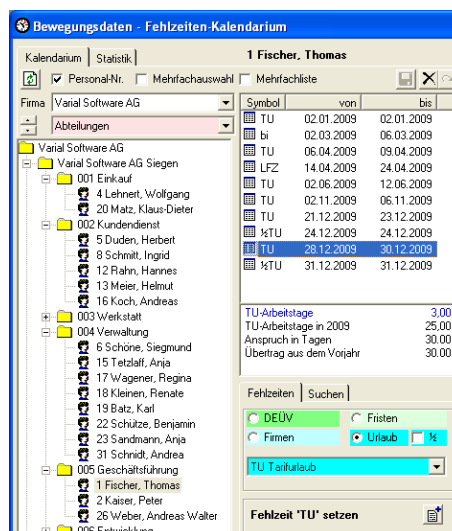 Bewegungsdaten - Fehlzeiten-Kalendarium
Kalendarium Statistik
1 Fischer, Thomas
Personal-Nr. Mehrfachauswahl Mehrfachliste
Firma Varial Software AG
Abteilungen
Varial Software AG
Varial Software AG Siegen
001 Einkauf
4 Lehnert, Wolfgang
20 Matz, Klaus-Dieter
002 Kundendienst
5 Duden, Herbert
8 Schmitt, Ingrid
12 Rahn, Hannes
13 Meier, Helmut
16 Koch, Andreas
003 Werkstatt
004 Verwaltung
6 Schöne, Siegmund
15 Tetzlaff, Anja
17 Wagener, Regina
18 Kleinen, Renate
19 Batz, Karl
22 Schütze, Benjamin
23 Sandmann, Anja
31 Schnidt, Andrea
005 Geschäftsführung
1 Fischer, Thomas
2 Kaiser, Peter
26 Weber, Andreas Walter
006 Entwicklung
Symbol von bis
TU 02.01.2009 02.01.2009
bi 02.03.2009 06.03.2009
TU 06.04.2009 09.04.2009
LFZ 14.04.2009 24.04.2009
TU 02.06.2009 12.06.2009
TU 02.11.2009 06.11.2009
TU 21.12.2009 23.12.2009
½TU 24.12.2009 24.12.2009
TU 28.12.2009 30.12.2009
½TU 31.12.2009 31.12.2009
TU-Arbeitstage 3,00
TU-Arbeitstage in 2009 25,00
Anspruch in Tagen 30.00
Übertrag aus dem Vorjahr 30.00
Fehlzeiten Suchen
DEÜV Fristen
Firmen Urlaub ½
TU Tarifurlaub
Fehlzeit 'TU' setzen